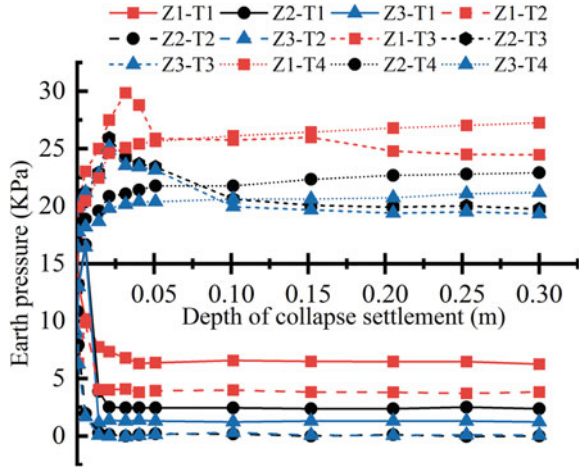 Z1-T1 Z2-T1 Z3-T1 Z1-T2
Z2-T2 Z3-T2 Z1-T3 Z2-T3
Z3-T3 Z1-T4 Z2-T4 Z3-T4
Earth pressure (KPa)
30
25
20
15
10
5
0
0.05 0.10 0.15 0.20 0.25 0.30
Depth of collapse settlement (m)